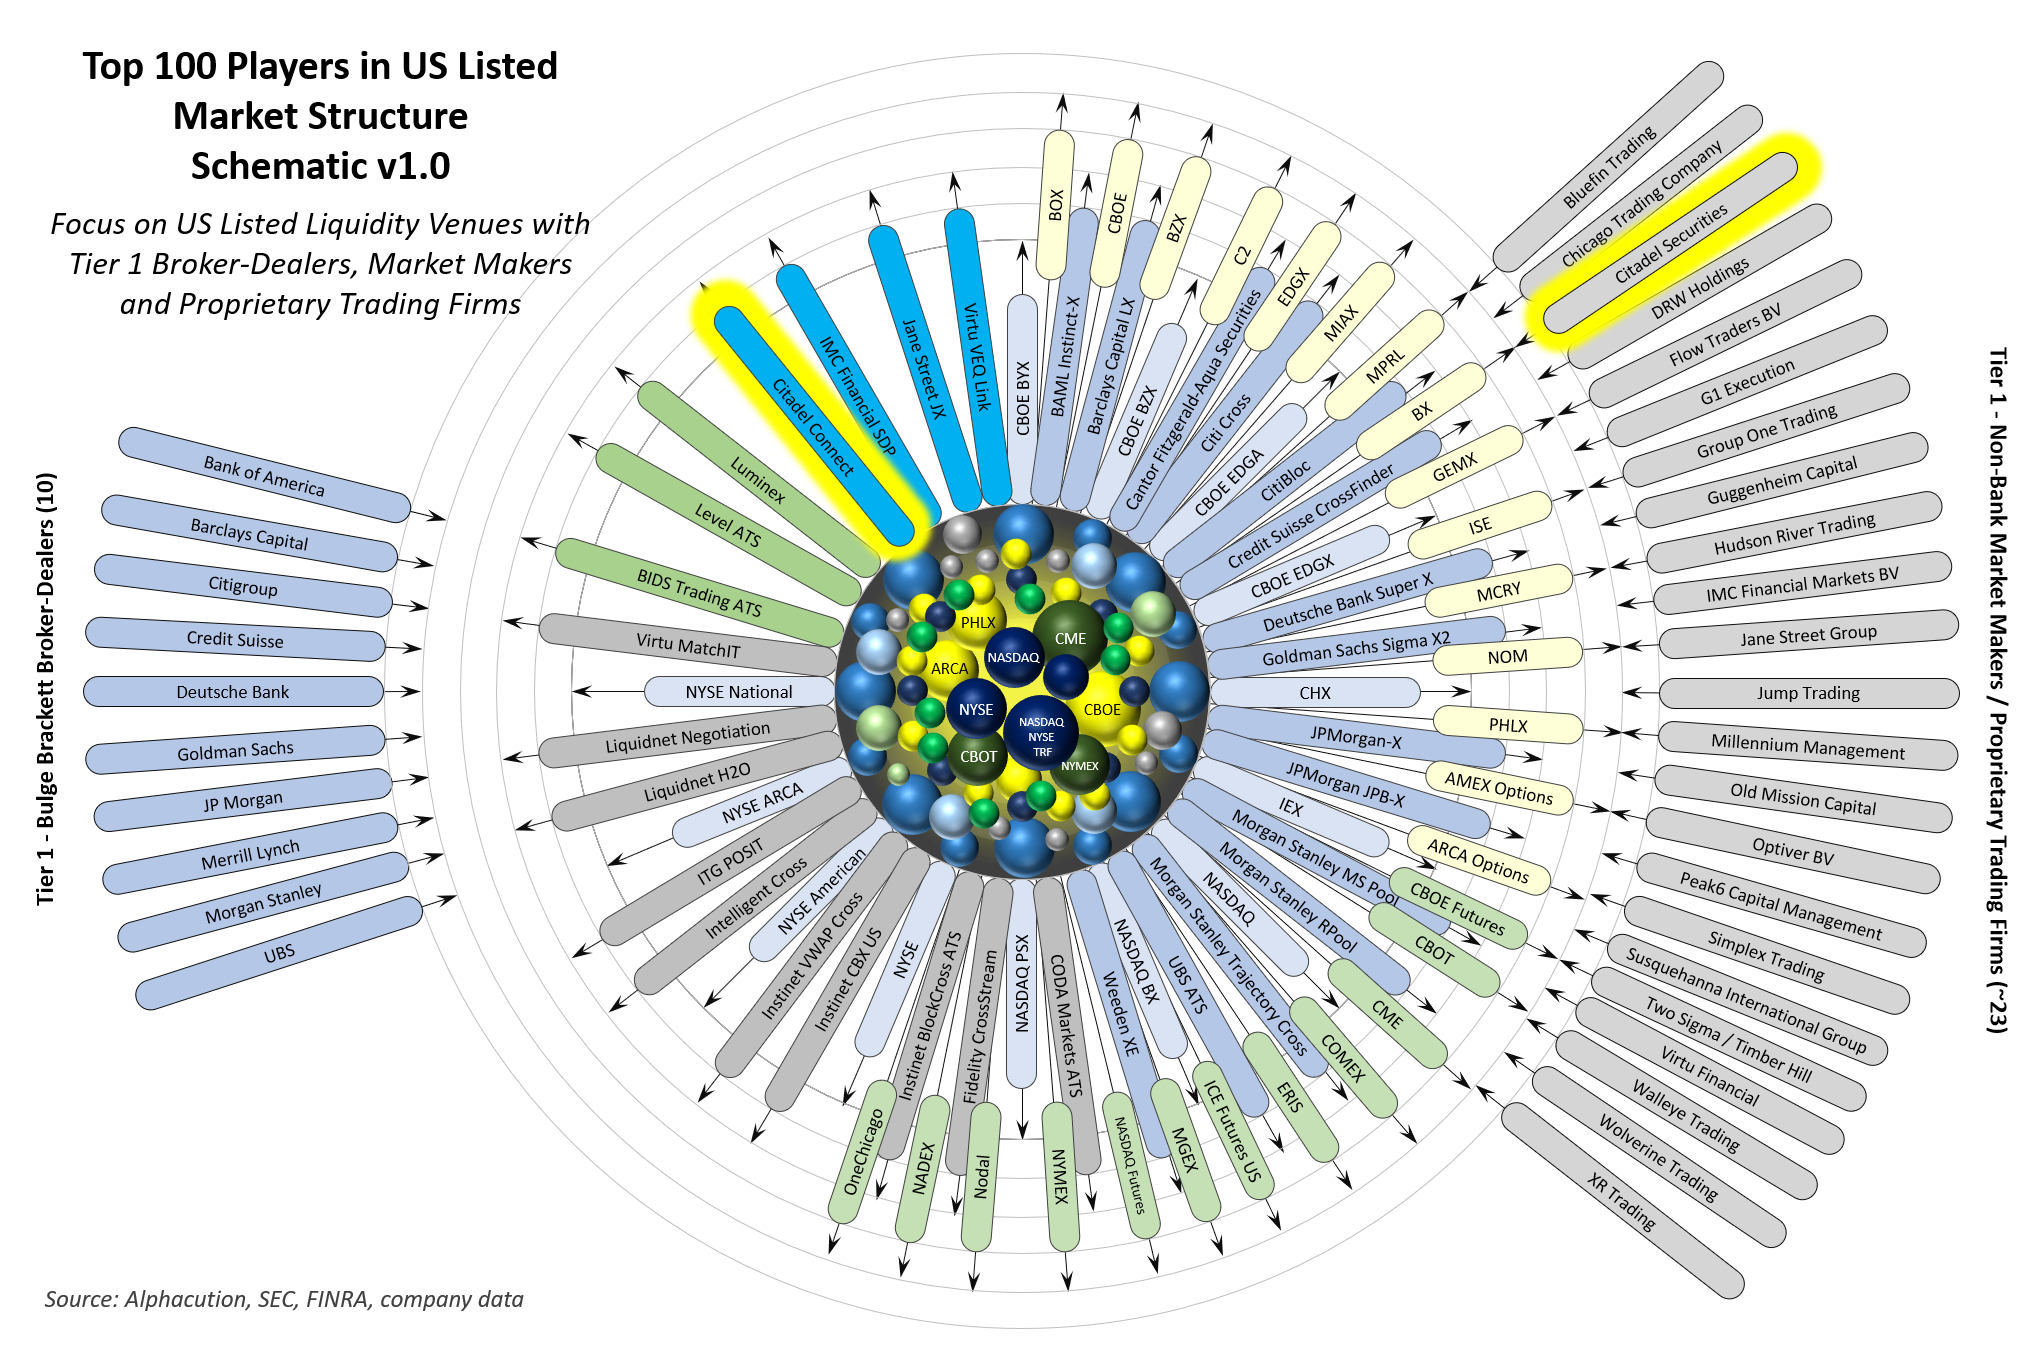 Top 100 Players in US Listed
Market Structure
Schematic v1.0
Focus on US Listed Liquidity Venues with
Tier 1 Broker-Dealers, Market Makers
and Proprietary Trading Firms
Tier 1 - Bulge Brackett Broker-Dealers (10)
Bank of America
Barclays Capital
Citigroup
Credit Suisse
Deutsche Bank
Goldman Sachs
JP Morgan
Merrill Lynch
Morgan Stanley
UBS
BIDS Trading ATS
Level ATS
Luminex
Citadel Connect
IMC Financial SDP
Jane Street JX
Virtu VEQ Link
CBOE BYX
BAML Instinct-X
Barclays Capital LX
CBOE BZX
Cantor Fitzgerald-Aqua Securities
Citi Cross
CBOE EDGA
CitiBloc
Credit Suisse CrossFinder
CBOE EDGX
Deutsche Bank Super X
Goldman Sachs Sigma X2
CHX
JPMorgan-X
JPMorgan JPB-X
IEX
Morgan Stanley MS Pool
Morgan Stanley RPool
NASDAQ
Morgan Stanley Trajectory Cross
UBS ATS
NASDAQ BX
Weeden XE
CODA Markets ATS
NASDAQ PSX
Fidelity CrossStream
Instinet BlockCross ATS
NYSE
Instinet CBX US
Instinet VWAP Cross
NYSE American
Intelligent Cross
ITG POSIT
NYSE ARCA
Liquidnet H2O
Liquidnet Negotiation
NYSE National
Virtu MatchIT
BOX
CBOE
BZX
C2
EDGX
MIAX
MPRL
BX
GEMX
ISE
MCRY
NOM
PHLX
AMEX Options
ARCA Options
CBOE Futures
CBOT
CME
COMEX
ERIS
ICE Futures US
MGEX
NASDAQ Futures
NYMEX
Nodal
NADEX
OneChicago
PHLX
CME
NASDAQ
ARCA
NYSE
CBOE
NASDAQ
NYSE
TRF
CBOT
NYMEX
Bluefin Trading
Chicago Trading Company
Citadel Securities
DRW Holdings
Flow Traders BV
G1 Execution
Group One Trading
Guggenheim Capital
Hudson River Trading
IMC Financial Markets BV
Jane Street Group
Jump Trading
Millennium Management
Old Mission Capital
Optiver BV
Peak6 Capital Management
Simplex Trading
Susquehanna International Group
Two Sigma / Timber Hill
Virtu Financial
Walleye Trading
Wolverine Trading
XR Trading
Tier 1 - Non-Bank Market Makers / Proprietary Trading Firms (~23)
Source: Alphacution, SEC, FINRA, company data